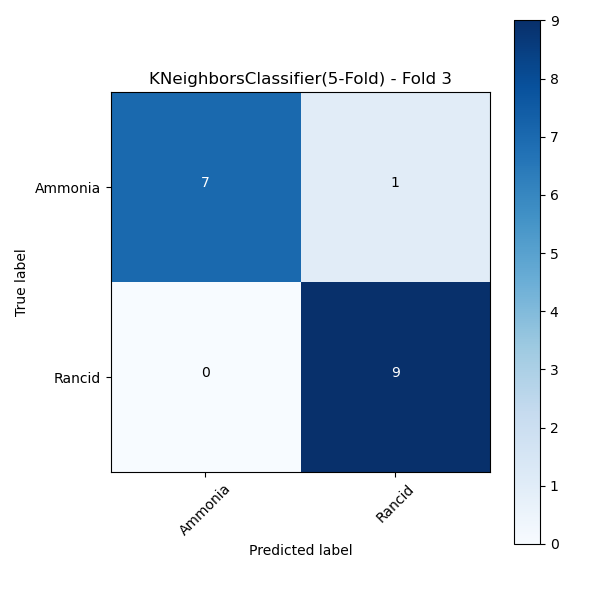 KNeighborsClassifier(5-Fold) - Fold 3
True label
Ammonia
7
1
Rancid
0
9
Ammonia
Rancid
Predicted label
9
8
7
6
5
4
3
2
1
0